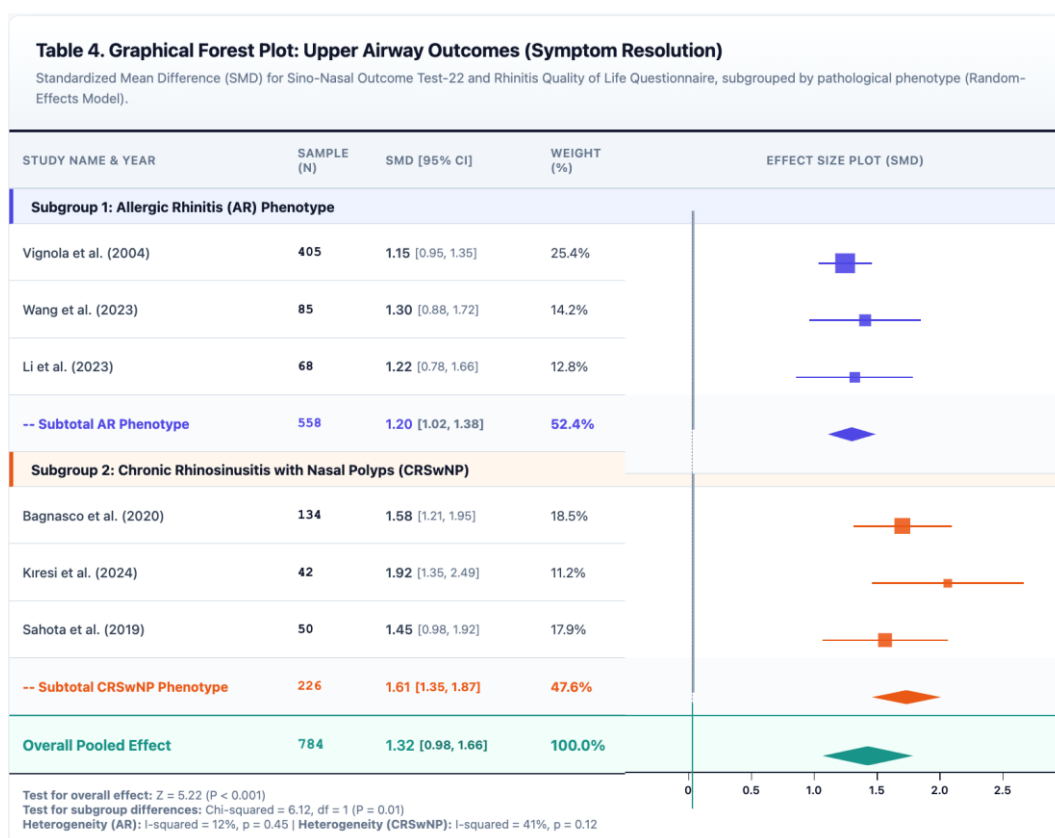 Table 4. Graphical Forest Plot: Upper Airway Outcomes (Symptom Resolution)
Standardized Mean Difference (SMD) for Sino-Nasal Outcome Test-22 and Rhinitis Quality of Life Questionnaire, subgrouped by pathological phenotype (Random-
Effects Model).
STUDY NAME & YEAR SAMPLE (N) SMD [95% CI] WEIGHT (%) EFFECT SIZE PLOT (SMD)
Subgroup 1: Allergic Rhinitis (AR) Phenotype
Vignola et al. (2004) 405 1.15 [0.95, 1.35] 25.4%
Wang et al. (2023) 85 1.30 [0.88, 1.72] 14.2%
Li et al. (2023) 68 1.22 [0.78, 1.66] 12.8%
-- Subtotal AR Phenotype 558 1.20 [1.02, 1.38] 52.4%
Subgroup 2: Chronic Rhinosinusitis with Nasal Polyps (CRSwNP)
Bagnasco et al. (2020) 134 1.58 [1.21, 1.95] 18.5%
Kıresi et al. (2024) 42 1.92 [1.35, 2.49] 11.2%
Sahota et al. (2019) 50 1.45 [0.98, 1.92] 17.9%
-- Subtotal CRSwNP Phenotype 226 1.61 [1.35, 1.87] 47.6%
Overall Pooled Effect 784 1.32 [0.98, 1.66] 100.0%
0 0.5 1.0 1.5 2.0 2.5
Test for overall effect: Z = 5.22 (P < 0.001)
Test for subgroup differences: Chi-squared = 6.12, df = 1 (P = 0.01)
Heterogeneity (AR): I-squared = 12%, p = 0.45 | Heterogeneity (CRSwNP): I-squared = 41%, p = 0.12